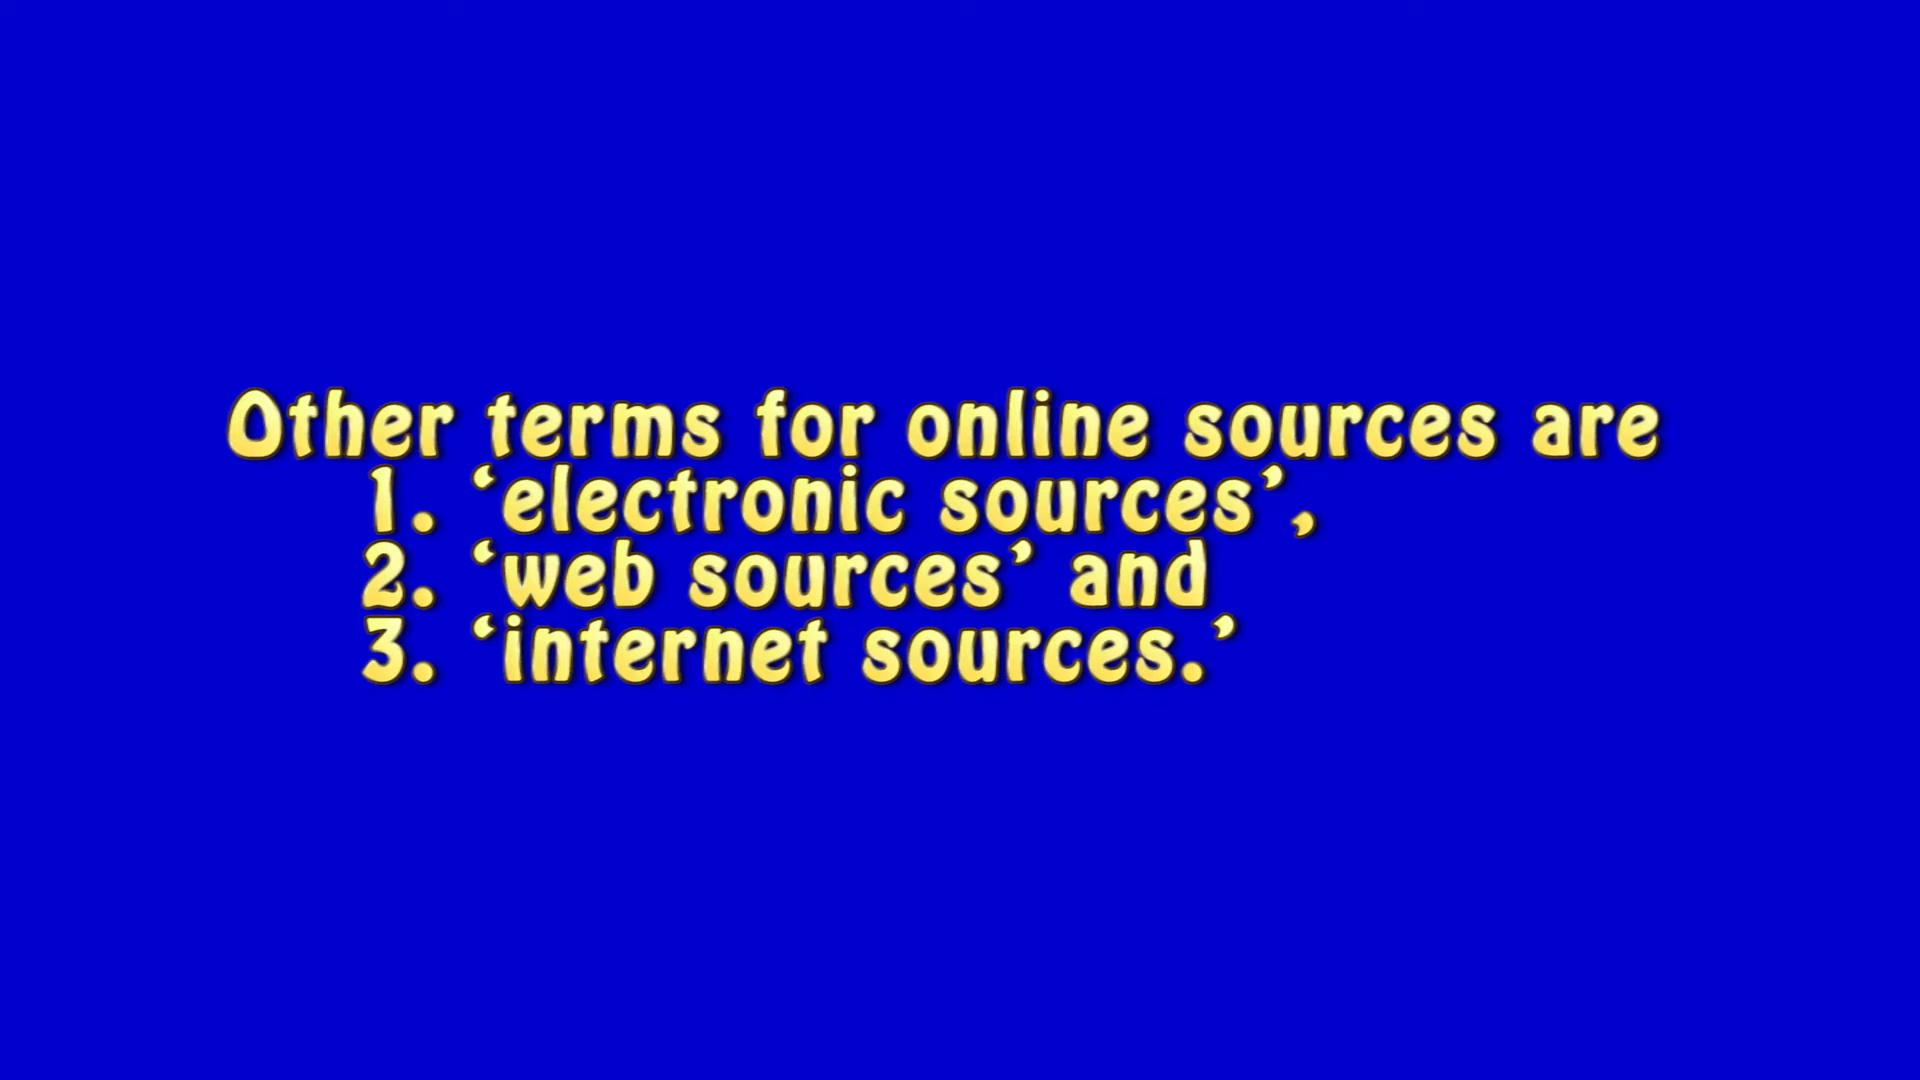 Other terms for online sources are
1. ‘electronic sources’,
2. ‘web sources’ and
3. ‘internet sources.’